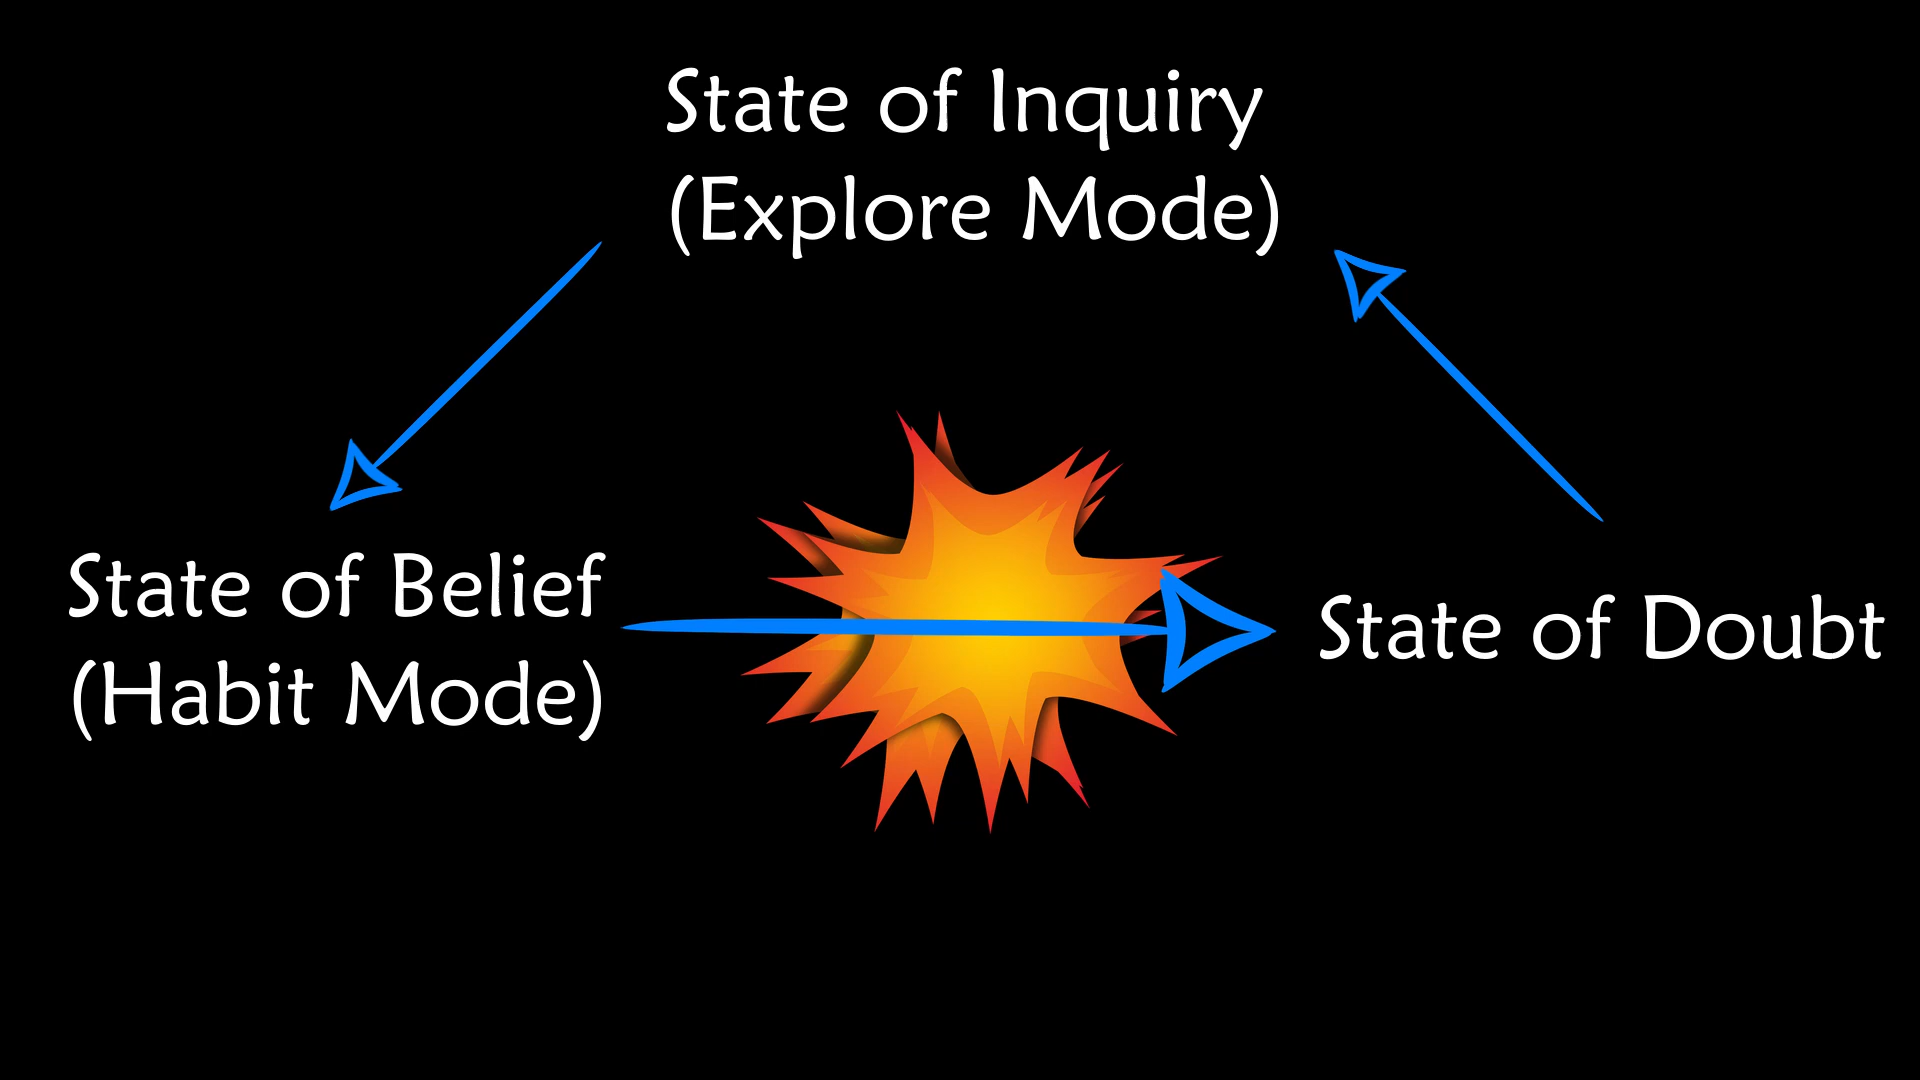 State of Inquiry
(Explore Mode)
State of Belief
(Habit Mode)
State of Doubt